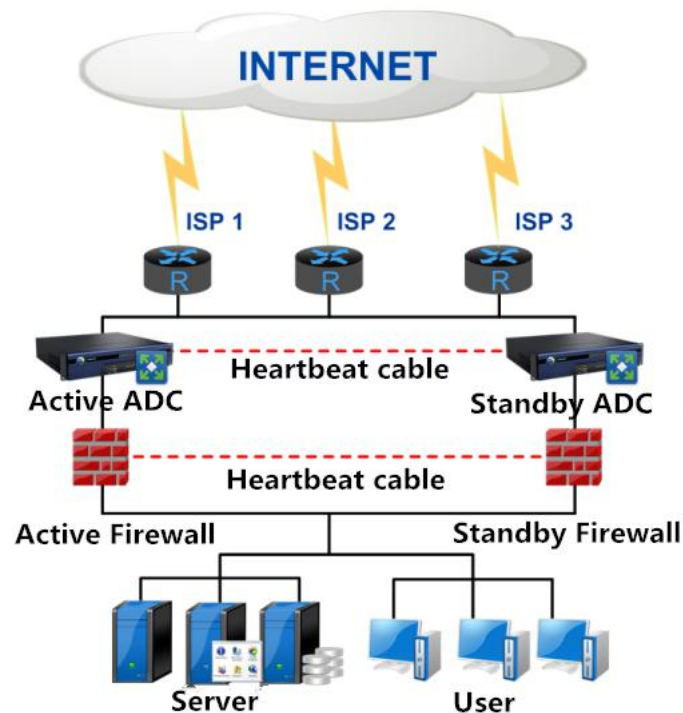 INTERNET
ISP 1
ISP 2
ISP 3
R
R
R
Heartbeat cable
Active ADC
Standby ADC
Heartbeat cable
Active Firewall
Standby Firewall
Server
User